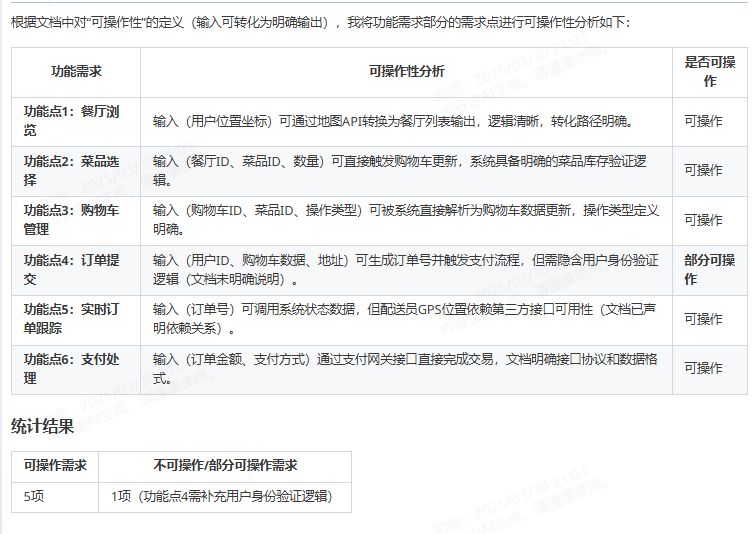 根据文档中对“可操作性”的定义（输入可转化为明确输出），我将功能需求部分的需求点进行可操作性分析如下：
功能需求 可操作性分析 是否可操
作
功能点1：餐厅浏
览
输入（用户位置坐标）可通过地图API转换为餐厅列表输出，逻辑清晰，转化路径明确。
可操作
功能点2：菜品选
择
输入（餐厅ID、菜品ID、数量）可直接触发购物车更新，系统具备明确的菜品库存验证逻
辑。
可操作
功能点3：购物车
管理
输入（购物车ID、菜品ID、操作类型）可被系统直接解析为购物车数据更新，操作类型定义
明确。
可操作
功能点4：订单提
交
输入（用户ID、购物车数据、地址）可生成订单号并触发支付流程，但需隐含用户身份验证
逻辑（文档未明确说明）。
部分可操
作
功能点5：实时订
单跟踪
输入（订单号）可调用系统状态数据，但配送员GPS位置依赖第三方接口可用性（文档已声
明依赖关系）。
可操作
功能点6：支付处
理
输入（订单金额、支付方式）通过支付网关接口直接完成交易，文档明确接口协议和数据格
式。
可操作
统计结果
可操作需求 不可操作/部分可操作需求
5项 1项（功能点4需补充用户身份验证逻辑）
时间：2025/03/30 21:03
内容由AI生成，请谨慎使用。